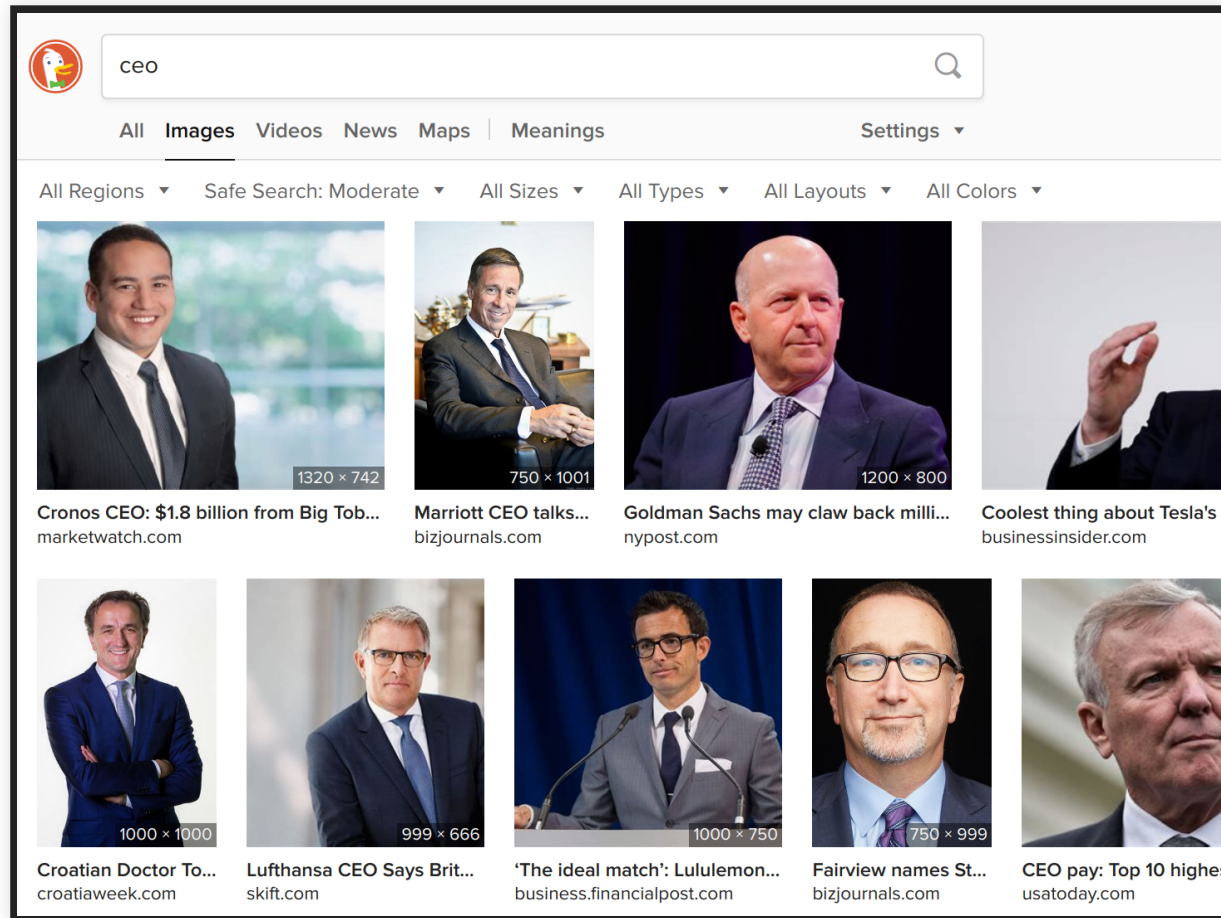 ceo
All Images Videos News Maps Meanings Settings
All Regions Safe Search: Moderate All Sizes All Types All Layouts All Colors
1320 × 742 750 × 1001 1200 × 800
Cronos CEO: $1.8 billion from Big Tob... Marriott CEO talks... Goldman Sachs may claw back milli... Coolest thing about Tesla's
marketwatch.com bizjournals.com nypost.com businessinsider.com
1000 × 1000 999 × 666 1000 × 750 750 × 999
Croatian Doctor To... Lufthansa CEO Says Brit... ‘The ideal match’: Lululemon... Fairview names St... CEO pay: Top 10 highes
croatiaweek.com skift.com business.financialpost.com bizjournals.com usatoday.com